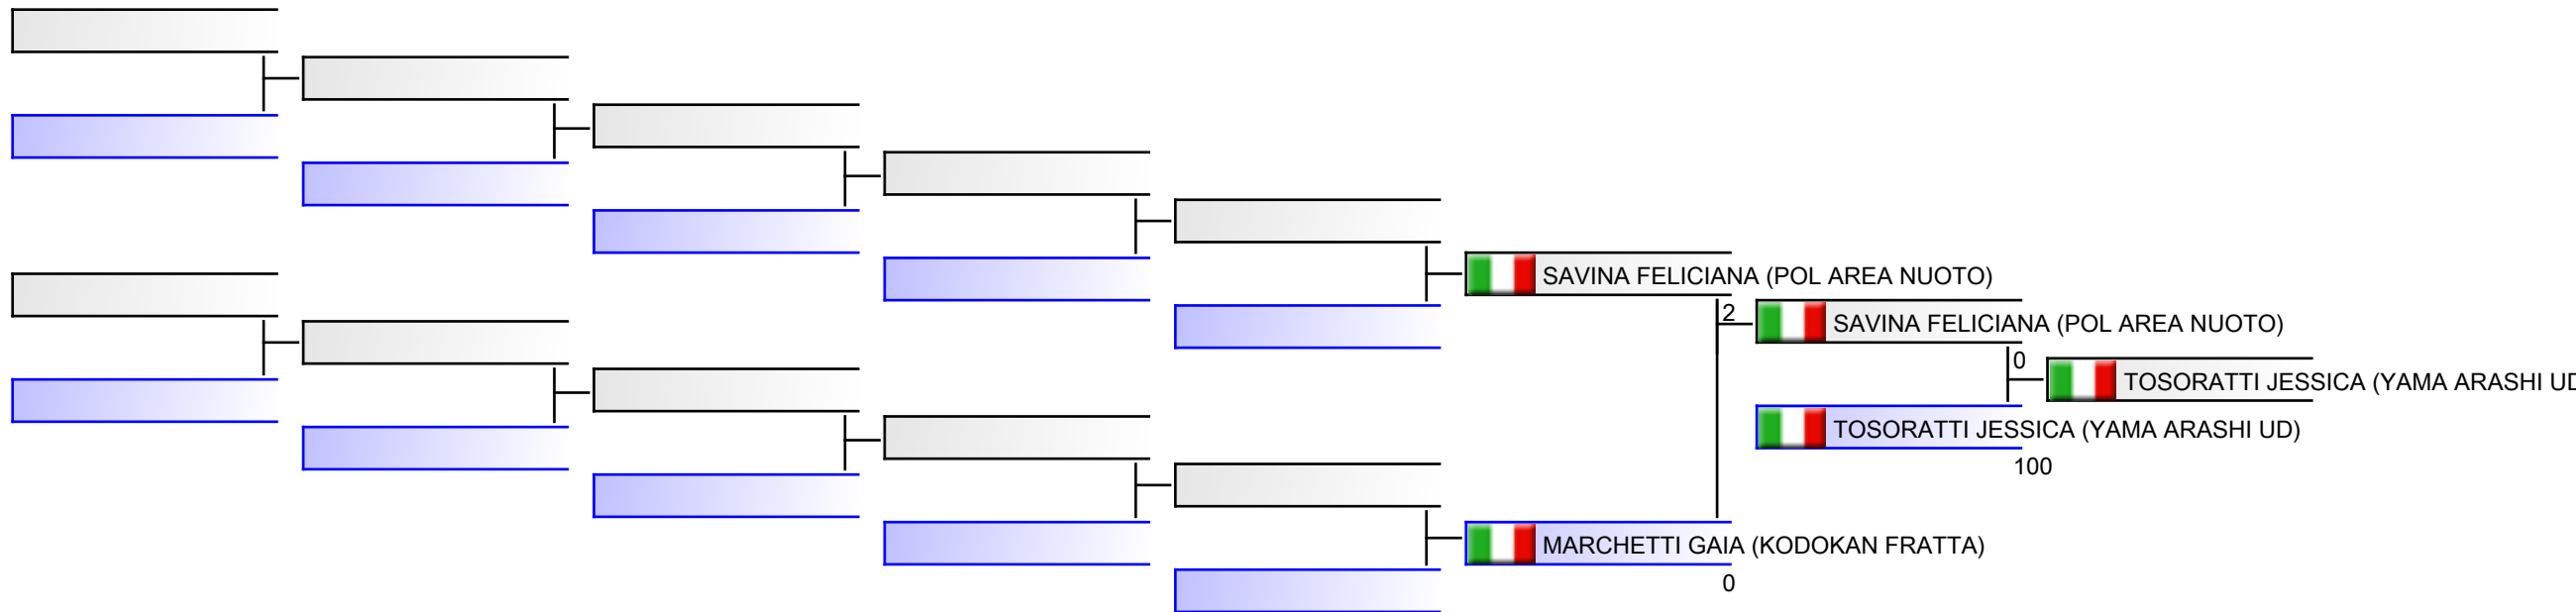 SAVINA FELICIANA (POL AREA NUOTO)
2
SAVINA FELICIANA (POL AREA NUOTO)
0
TOSORATTI JESSICA (YAMA ARASHI UD
TOSORATTI JESSICA (YAMA ARASHI UD)
100
MARCHETTI GAIA (KODOKAN FRATTA)
0